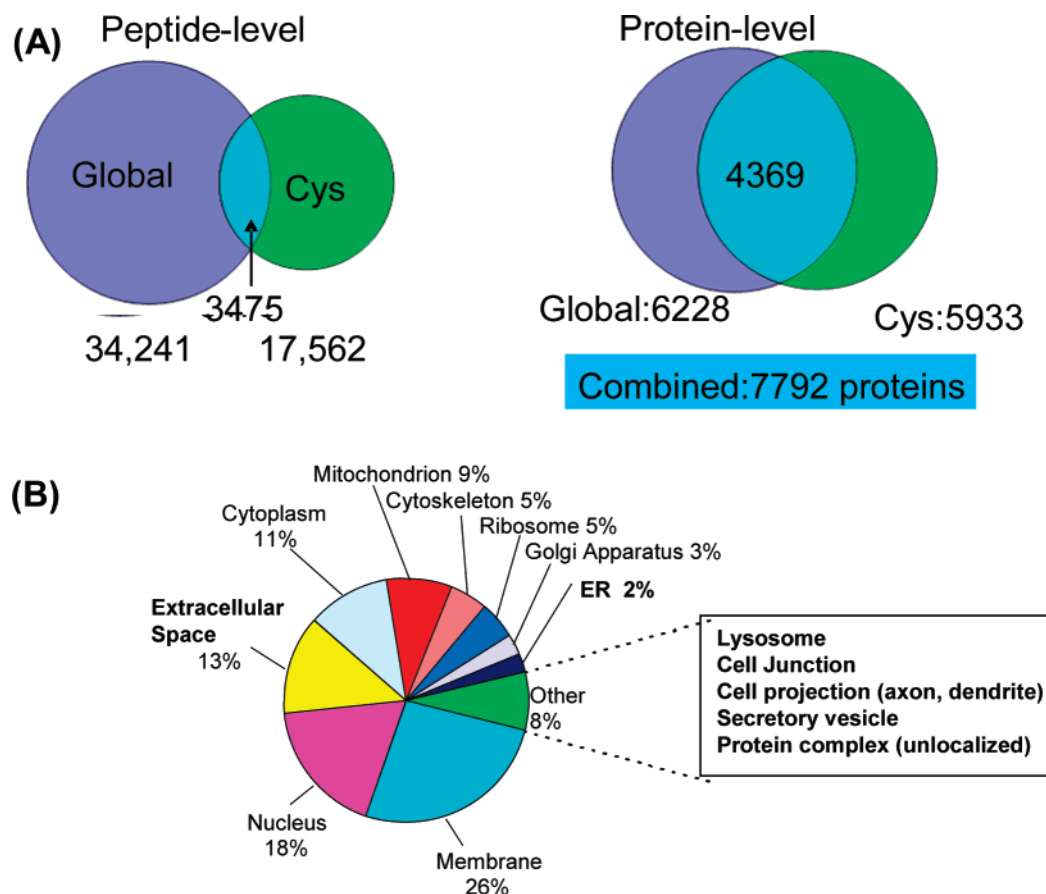 (A)
Peptide-level
Global
Cys
3475
34,241
17,562
Protein-level
4369
Global:6228
Cys:5933
Combined:7792 proteins
(B)
Mitochondrion 9%
Cytoskeleton 5%
Ribosome 5%
Golgi Apparatus 3%
ER 2%
Cytoplasm
11%
Extracellular
Space
13%
Nucleus
18%
Membrane
26%
Other
8%
Lysosome
Cell Junction
Cell projection (axon, dendrite)
Secretory vesicle
Protein complex (unlocalized)